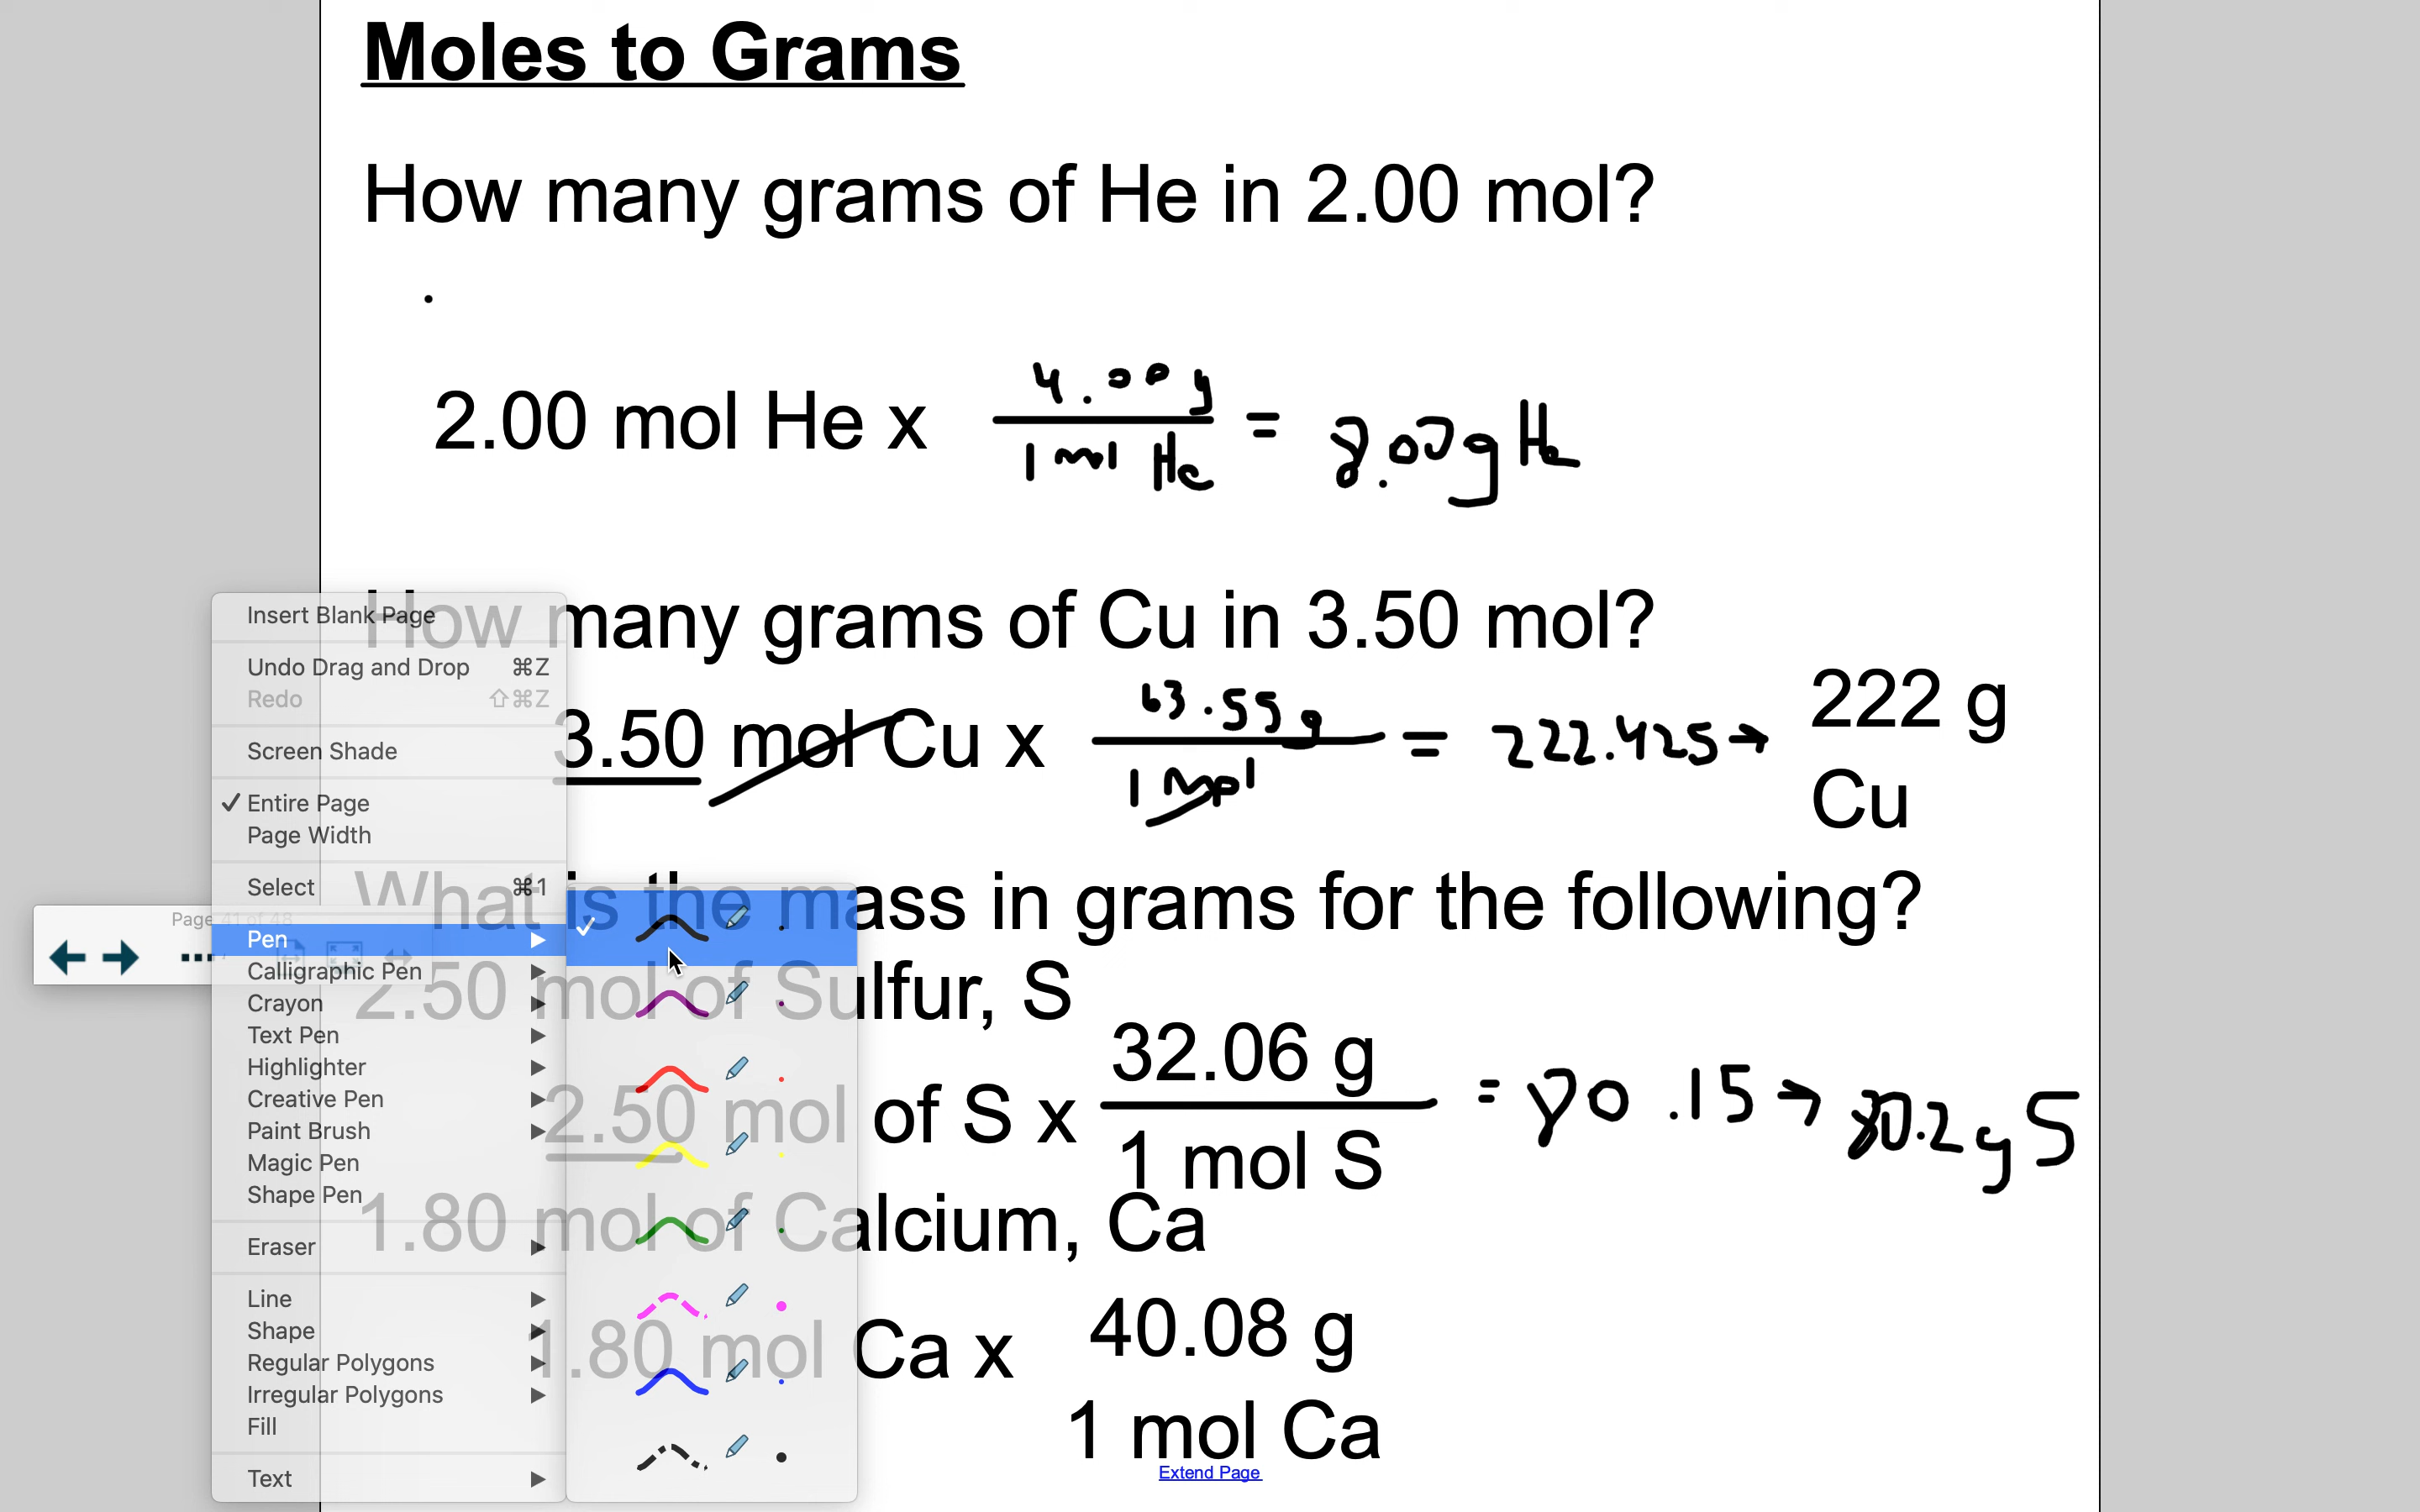 Moles to Grams
How many grams of He in 2.00 mol?
2.00 mol He x 4.00g / 1 mol He = 8.00g He
How many grams of Cu in 3.50 mol?
3.50 mol Cu x 63.55 g / 1 mol = 222.425 → 222 g Cu
What is the mass in grams for the following?
2.50 mol of Sulfur, S
2.50 mol of S x 32.06 g / 1 mol S = 80.15 → 80.2 g S
1.80 mol of Calcium, Ca
1.80 mol Ca x 40.08 g / 1 mol Ca
Extend Page
Page 41 of 48
Insert Blank Page
Undo Drag and Drop ⌘Z
Redo ⇧⌘Z
Screen Shade
✓ Entire Page
Page Width
Select ⌘1
Pen
Calligraphic Pen
Crayon
Text Pen
Highlighter
Creative Pen
Paint Brush
Magic Pen
Shape Pen
Eraser
Line
Shape
Regular Polygons
Irregular Polygons
Fill
Text